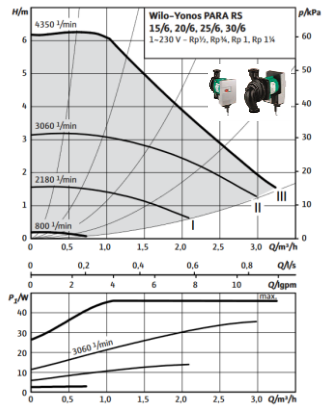 H/m
Wilo-Yonos PARA RS
15/6, 20/6, 25/6, 30/6
1~230 V - Rp½, Rp¾, Rp 1, Rp 1¼
p/kPa
4350 1/min
6
60
5
50
4
40
3060 1/min
3
30
2180 1/min
2
20
III
1
10
800 1/min
I
II
0
0
0 0,5 1,0 1,5 2,0 2,5 3,0 Q/m³/h
0 0,2 0,4 0,6 0,8 Q/l/s
0 2 4 6 8 10 Q/lgpm
P₁/W
max.
40
30
3060 1/min
20
10
0
0 0,5 1,0 1,5 2,0 2,5 3,0 Q/m³/h